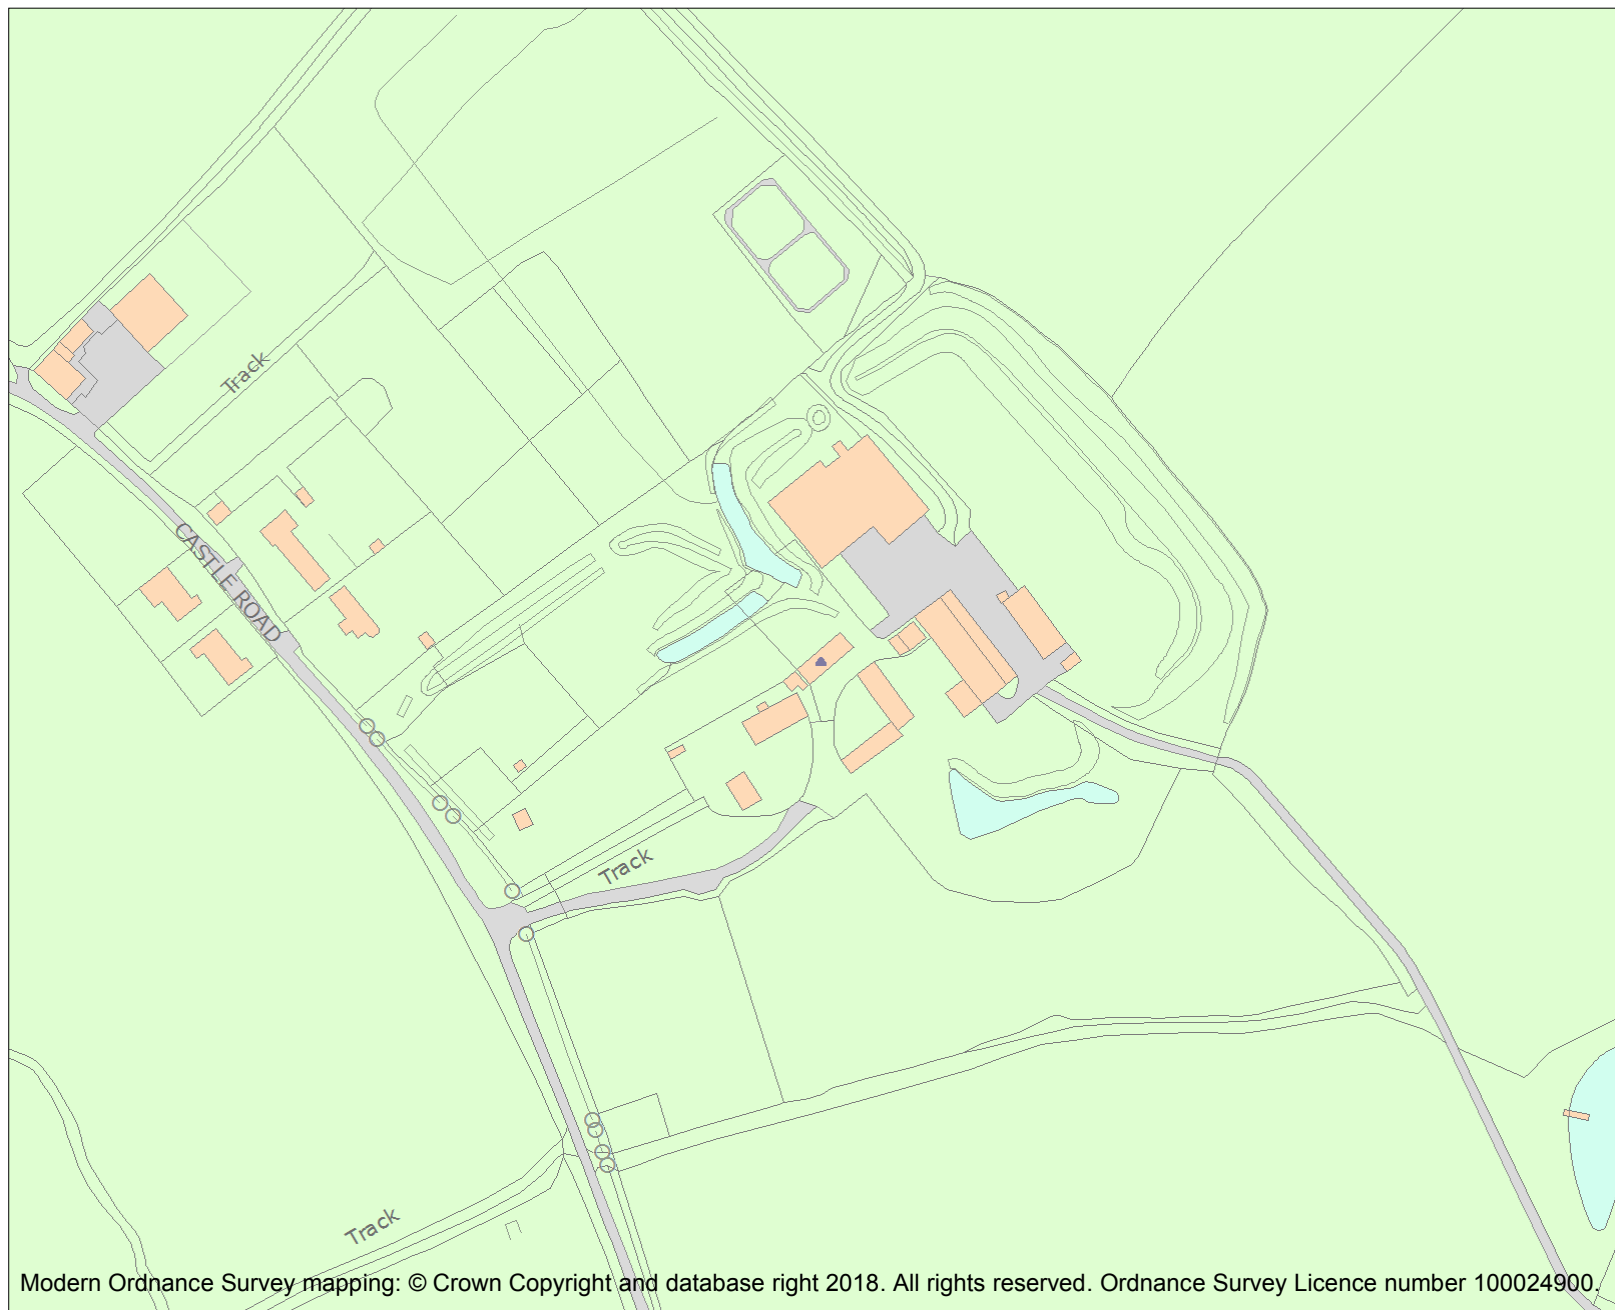 Track
CASTLE ROAD
Track
Track
Modern Ordnance Survey mapping: © Crown Copyright and database right 2018. All rights reserved. Ordnance Survey Licence number 100024900.